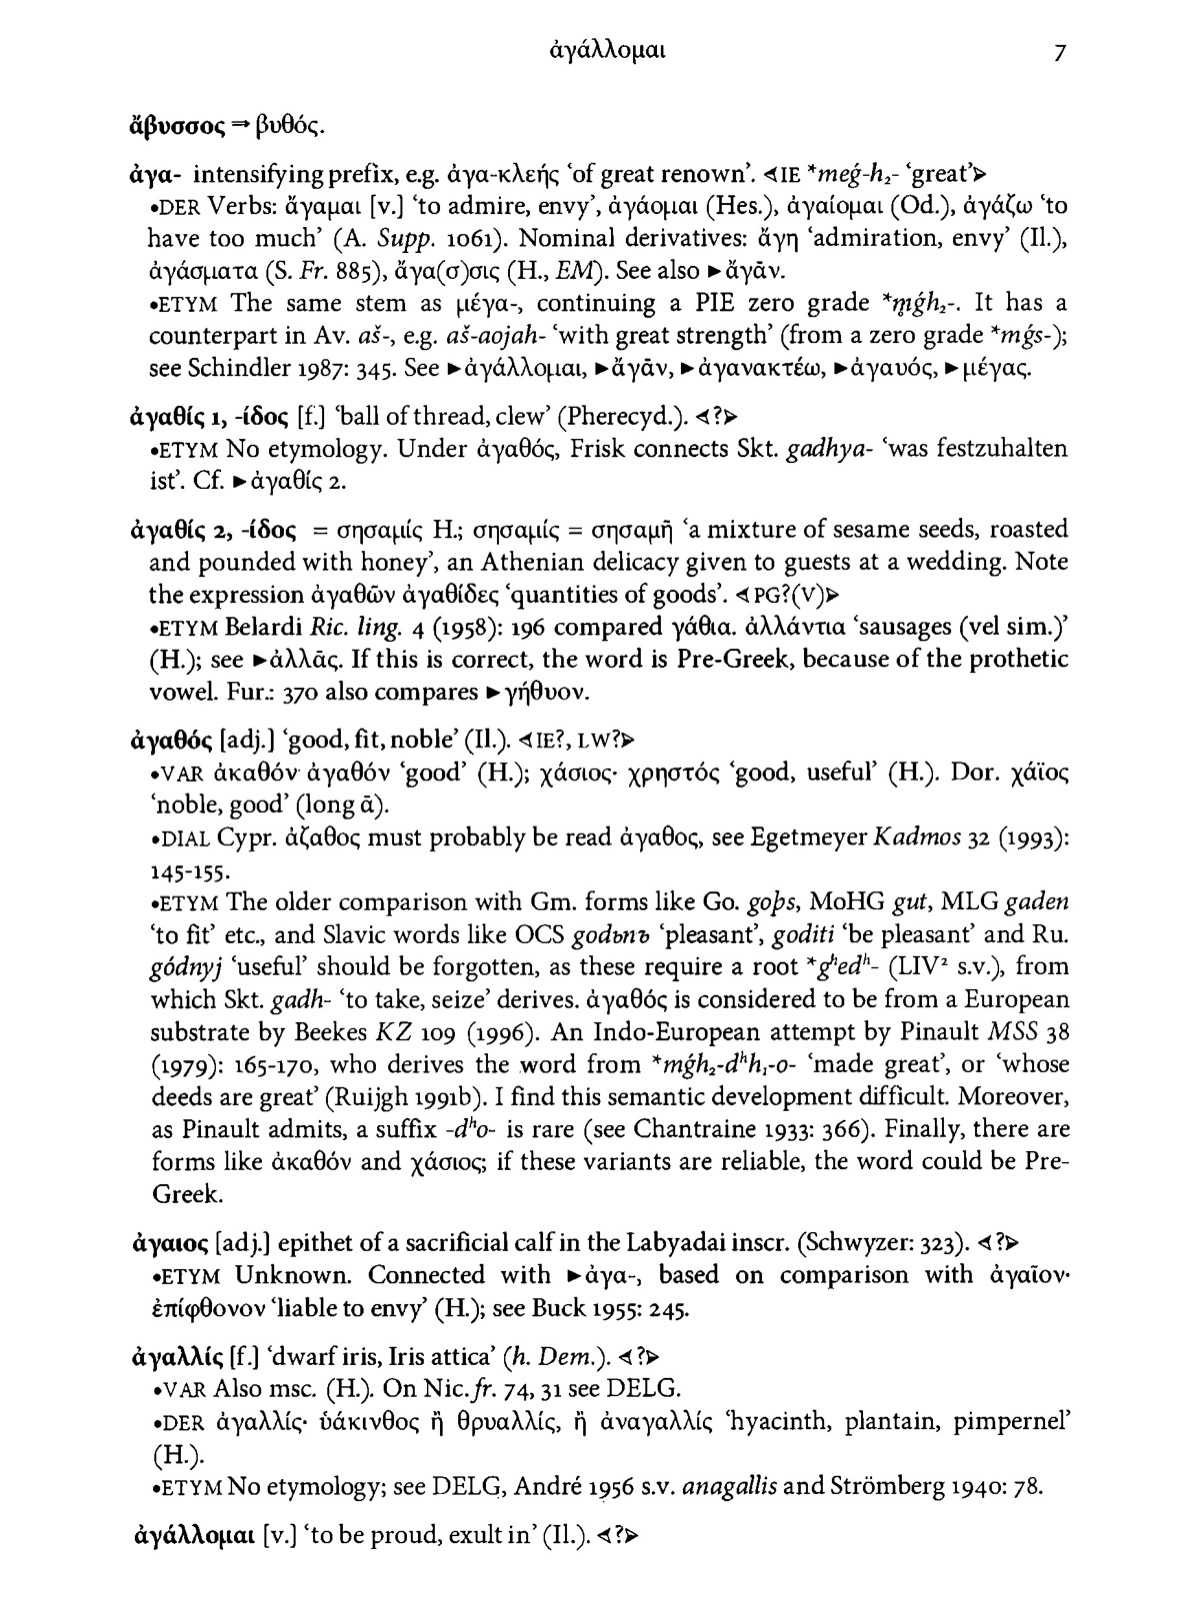 ἀγάλλομαι 7
ἄβυσσος ⇒ βυθός.
ἀγα- intensifying prefix, e.g. ἀγα-κλεής ‘of great renown’. ◁IE *meǵ-h₂- ‘great’▷
•DER Verbs: ἄγαμαι [v.] ‘to admire, envy’, ἀγάομαι (Hes.), ἀγαίομαι (Od.), ἀγάζω ‘to
have too much’ (A. Supp. 1061). Nominal derivatives: ἄγη ‘admiration, envy’ (Il.),
ἀγάσματα (S. Fr. 885), ἄγα(σ)σις (H., EM). See also ►ἄγᾱν.
•ETYM The same stem as μέγα-, continuing a PIE zero grade *m̥ǵh₂-. It has a
counterpart in Av. aš-, e.g. aš-aojah- ‘with great strength’ (from a zero grade *mǵs-);
see Schindler 1987: 345. See ►ἀγάλλομαι, ►ἄγᾱν, ►ἀγανακτέω, ►ἀγαυός, ►μέγας.
ἀγαθίς 1, -ίδος [f.] ‘ball of thread, clew’ (Pherecyd.). ◁?▷
•ETYM No etymology. Under ἀγαθός, Frisk connects Skt. gadhya- ‘was festzuhalten
ist’. Cf. ►ἀγαθίς 2.
ἀγαθίς 2, -ίδος = σησαμίς H.; σησαμίς = σησαμῆ ‘a mixture of sesame seeds, roasted
and pounded with honey’, an Athenian delicacy given to guests at a wedding. Note
the expression ἀγαθῶν ἀγαθίδες ‘quantities of goods’. ◁PG?(V)▷
•ETYM Belardi Ric. ling. 4 (1958): 196 compared γάθια. ἀλλάντια ‘sausages (vel sim.)’
(H.); see ►ἀλλᾶς. If this is correct, the word is Pre-Greek, because of the prothetic
vowel. Fur.: 370 also compares ►γήθυον.
ἀγαθός [adj.] ‘good, fit, noble’ (Il.). ◁IE?, LW?▷
•VAR ἀκαθόν· ἀγαθόν ‘good’ (H.); χάσιος· χρηστός ‘good, useful’ (H.). Dor. χάϊος
‘noble, good’ (long ᾱ).
•DIAL Cypr. ἀζαθος must probably be read ἀγαθος, see Egetmeyer Kadmos 32 (1993):
145-155.
•ETYM The older comparison with Gm. forms like Go. goþs, MoHG gut, MLG gaden
‘to fit’ etc., and Slavic words like OCS godьnъ ‘pleasant’, goditi ‘be pleasant’ and Ru.
gódnyj ‘useful’ should be forgotten, as these require a root *gʰedʰ- (LIV² s.v.), from
which Skt. gadh- ‘to take, seize’ derives. ἀγαθός is considered to be from a European
substrate by Beekes KZ 109 (1996). An Indo-European attempt by Pinault MSS 38
(1979): 165-170, who derives the word from *mǵh₂-dʰh₁-o- ‘made great’, or ‘whose
deeds are great’ (Ruijgh 1991b). I find this semantic development difficult. Moreover,
as Pinault admits, a suffix -dʰo- is rare (see Chantraine 1933: 366). Finally, there are
forms like ἀκαθόν and χάσιος; if these variants are reliable, the word could be Pre-
Greek.
ἀγαιος [adj.] epithet of a sacrificial calf in the Labyadai inscr. (Schwyzer: 323). ◁?▷
•ETYM Unknown. Connected with ►ἀγα-, based on comparison with ἀγαῖον·
ἐπίφθονον ‘liable to envy’ (H.); see Buck 1955: 245.
ἀγαλλίς [f.] ‘dwarf iris, Iris attica’ (h. Dem.). ◁?▷
•VAR Also msc. (H.). On Nic. fr. 74, 31 see DELG.
•DER ἀγαλλίς· ὑάκινθος ἢ θρυαλλίς, ἢ ἀναγαλλίς ‘hyacinth, plantain, pimpernel’
(H.).
•ETYM No etymology; see DELG, André 1956 s.v. anagallis and Strömberg 1940: 78.
ἀγάλλομαι [v.] ‘to be proud, exult in’ (Il.). ◁?▷